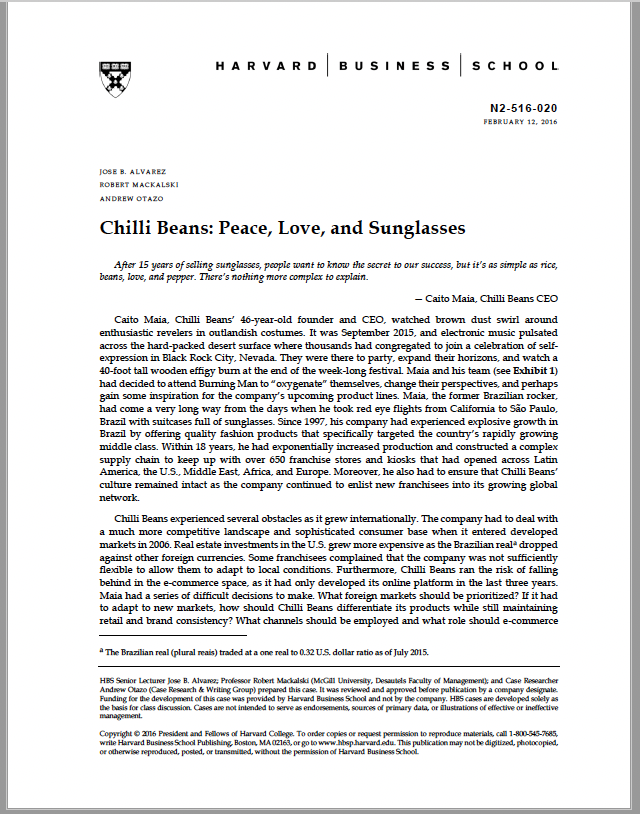 HARVARD | BUSINESS | SCHOOL
N2-516-020
FEBRUARY 12, 2016
JOSE B. ALVAREZ
ROBERT MACKALSKI
ANDREW OTAZO
Chilli Beans: Peace, Love, and Sunglasses
After 15 years of selling sunglasses, people want to know the secret to our success, but it's as simple as rice,
beans, love, and pepper. There's nothing more complex to explain.
— Caito Maia, Chilli Beans CEO
Caito Maia, Chilli Beans' 46-year-old founder and CEO, watched brown dust swirl around
enthusiastic revelers in outlandish costumes. It was September 2015, and electronic music pulsated
across the hard-packed desert surface where thousands had congregated to join a celebration of self-
expression in Black Rock City, Nevada. They were there to party, expand their horizons, and watch a
40-foot tall wooden effigy burn at the end of the week-long festival. Maia and his team (see Exhibit 1)
had decided to attend Burning Man to "oxygenate" themselves, change their perspectives, and perhaps
gain some inspiration for the company's upcoming product lines. Maia, the former Brazilian rocker,
had come a very long way from the days when he took red eye flights from California to São Paulo,
Brazil with suitcases full of sunglasses. Since 1997, his company had experienced explosive growth in
Brazil by offering quality fashion products that specifically targeted the country's rapidly growing
middle class. Within 18 years, he had exponentially increased production and constructed a complex
supply chain to keep up with over 650 franchise stores and kiosks that had opened across Latin
America, the U.S., Middle East, Africa, and Europe. Moreover, he also had to ensure that Chilli Beans'
culture remained intact as the company continued to enlist new franchisees into its growing global
network.
Chilli Beans experienced several obstacles as it grew internationally. The company had to deal with
a much more competitive landscape and sophisticated consumer base when it entered developed
markets in 2006. Real estate investments in the U.S. grew more expensive as the Brazilian realª dropped
against other foreign currencies. Some franchisees complained that the company was not sufficiently
flexible to allow them to adapt to local conditions. Furthermore, Chilli Beans ran the risk of falling
behind in the e-commerce space, as it had only developed its online platform in the last three years.
Maia had a series of difficult decisions to make. What foreign markets should be prioritized? If it had
to adapt to new markets, how should Chilli Beans differentiate its products while still maintaining
retail and brand consistency? What channels should be employed and what role should e-commerce
ª The Brazilian real (plural reais) traded at a one real to 0.32 U.S. dollar ratio as of July 2015.
HBS Senior Lecturer Jose B. Alvarez; Professor Robert Mackalski (McGill University, Desautels Faculty of Management); and Case Researcher
Andrew Otazo (Case Research & Writing Group) prepared this case. It was reviewed and approved before publication by a company designate.
Funding for the development of this case was provided by Harvard Business School and not by the company. HBS cases are developed solely as
the basis for class discussion. Cases are not intended to serve as endorsements, sources of primary data, or illustrations of effective or ineffective
management.
Copyright © 2016 President and Fellows of Harvard College. To order copies or request permission to reproduce materials, call 1-800-545-7685,
write Harvard Business School Publishing, Boston, MA 02163, or go to www.hbsp.harvard.edu. This publication may not be digitized, photocopied,
or otherwise reproduced, posted, or transmitted, without the permission of Harvard Business School.